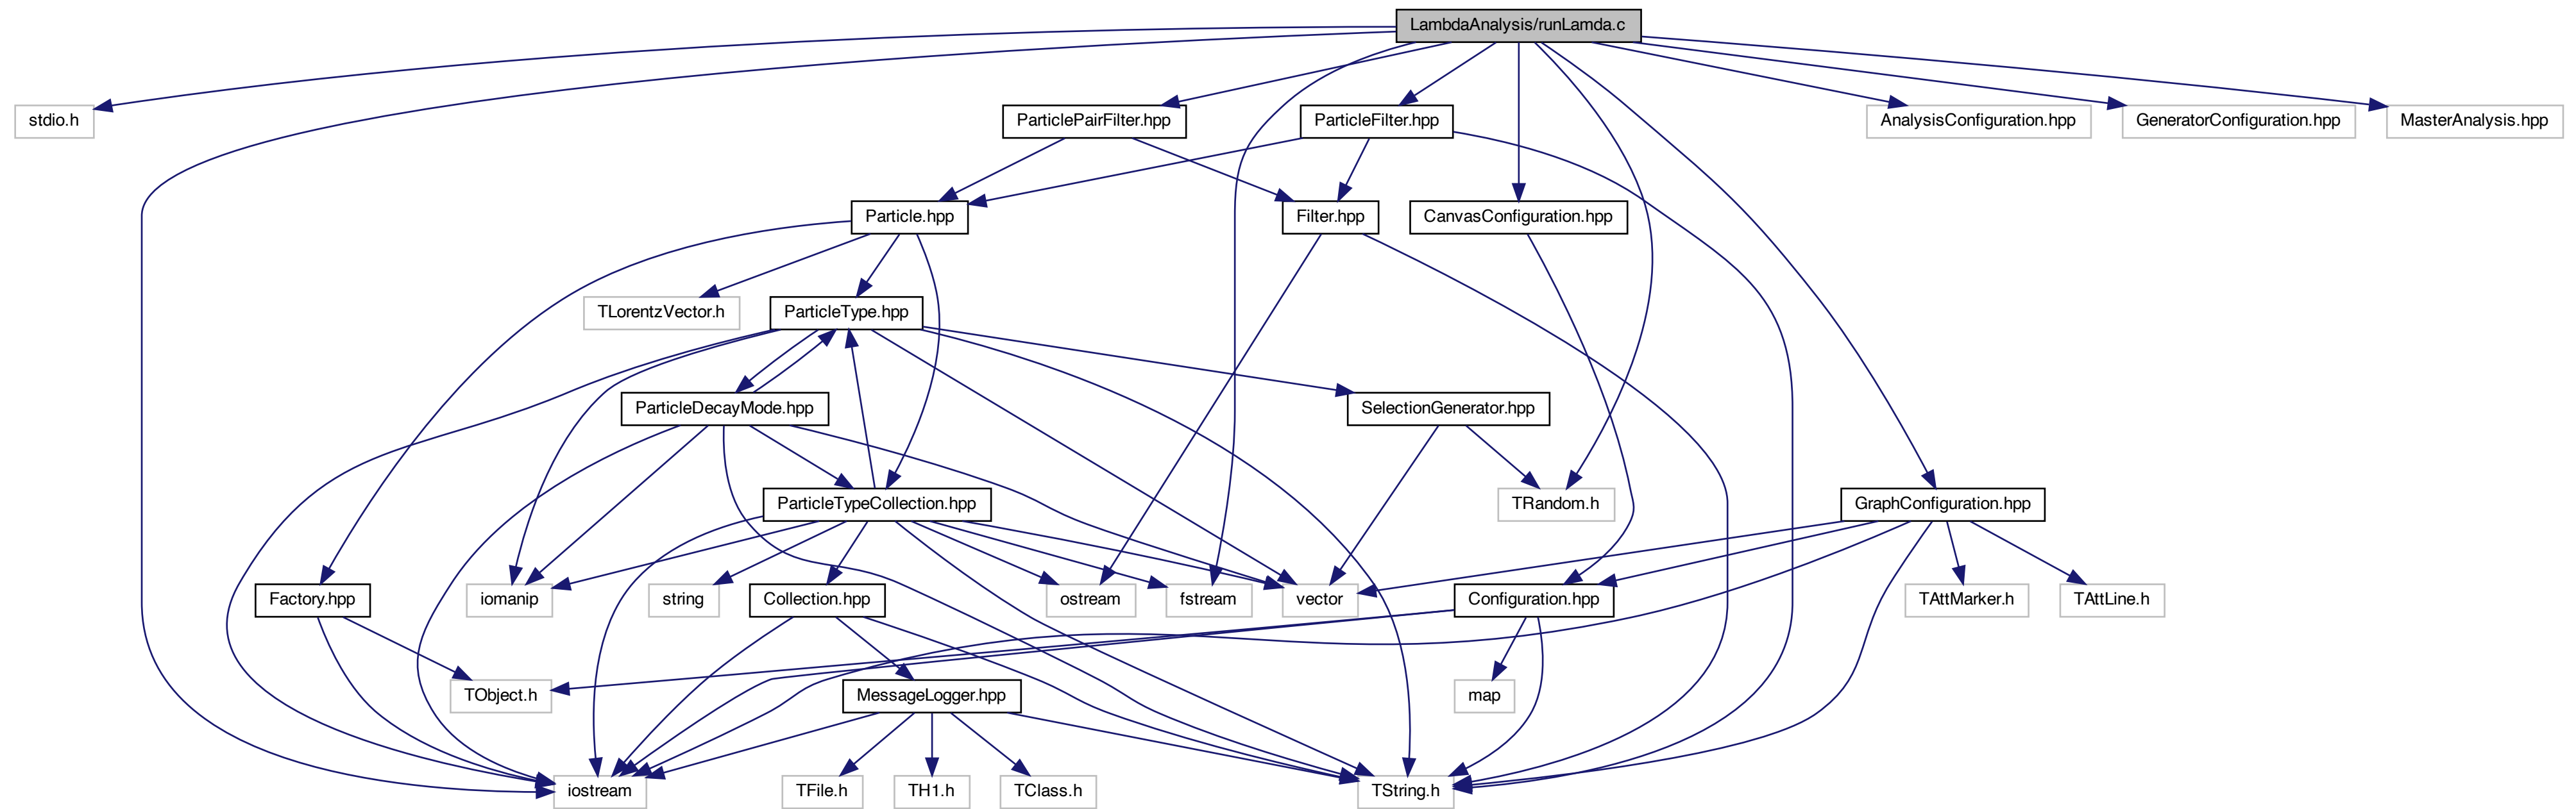 LambdaAnalysis/runLamda.c
stdio.h
ParticlePairFilter.hpp
ParticleFilter.hpp
AnalysisConfiguration.hpp
GeneratorConfiguration.hpp
MasterAnalysis.hpp
Particle.hpp
Filter.hpp
CanvasConfiguration.hpp
TLorentzVector.h
ParticleType.hpp
ParticleDecayMode.hpp
SelectionGenerator.hpp
ParticleTypeCollection.hpp
TRandom.h
GraphConfiguration.hpp
Factory.hpp
iomanip
string
Collection.hpp
ostream
fstream
vector
Configuration.hpp
TAttMarker.h
TAttLine.h
TObject.h
MessageLogger.hpp
map
iostream
TFile.h
TH1.h
TClass.h
TString.h